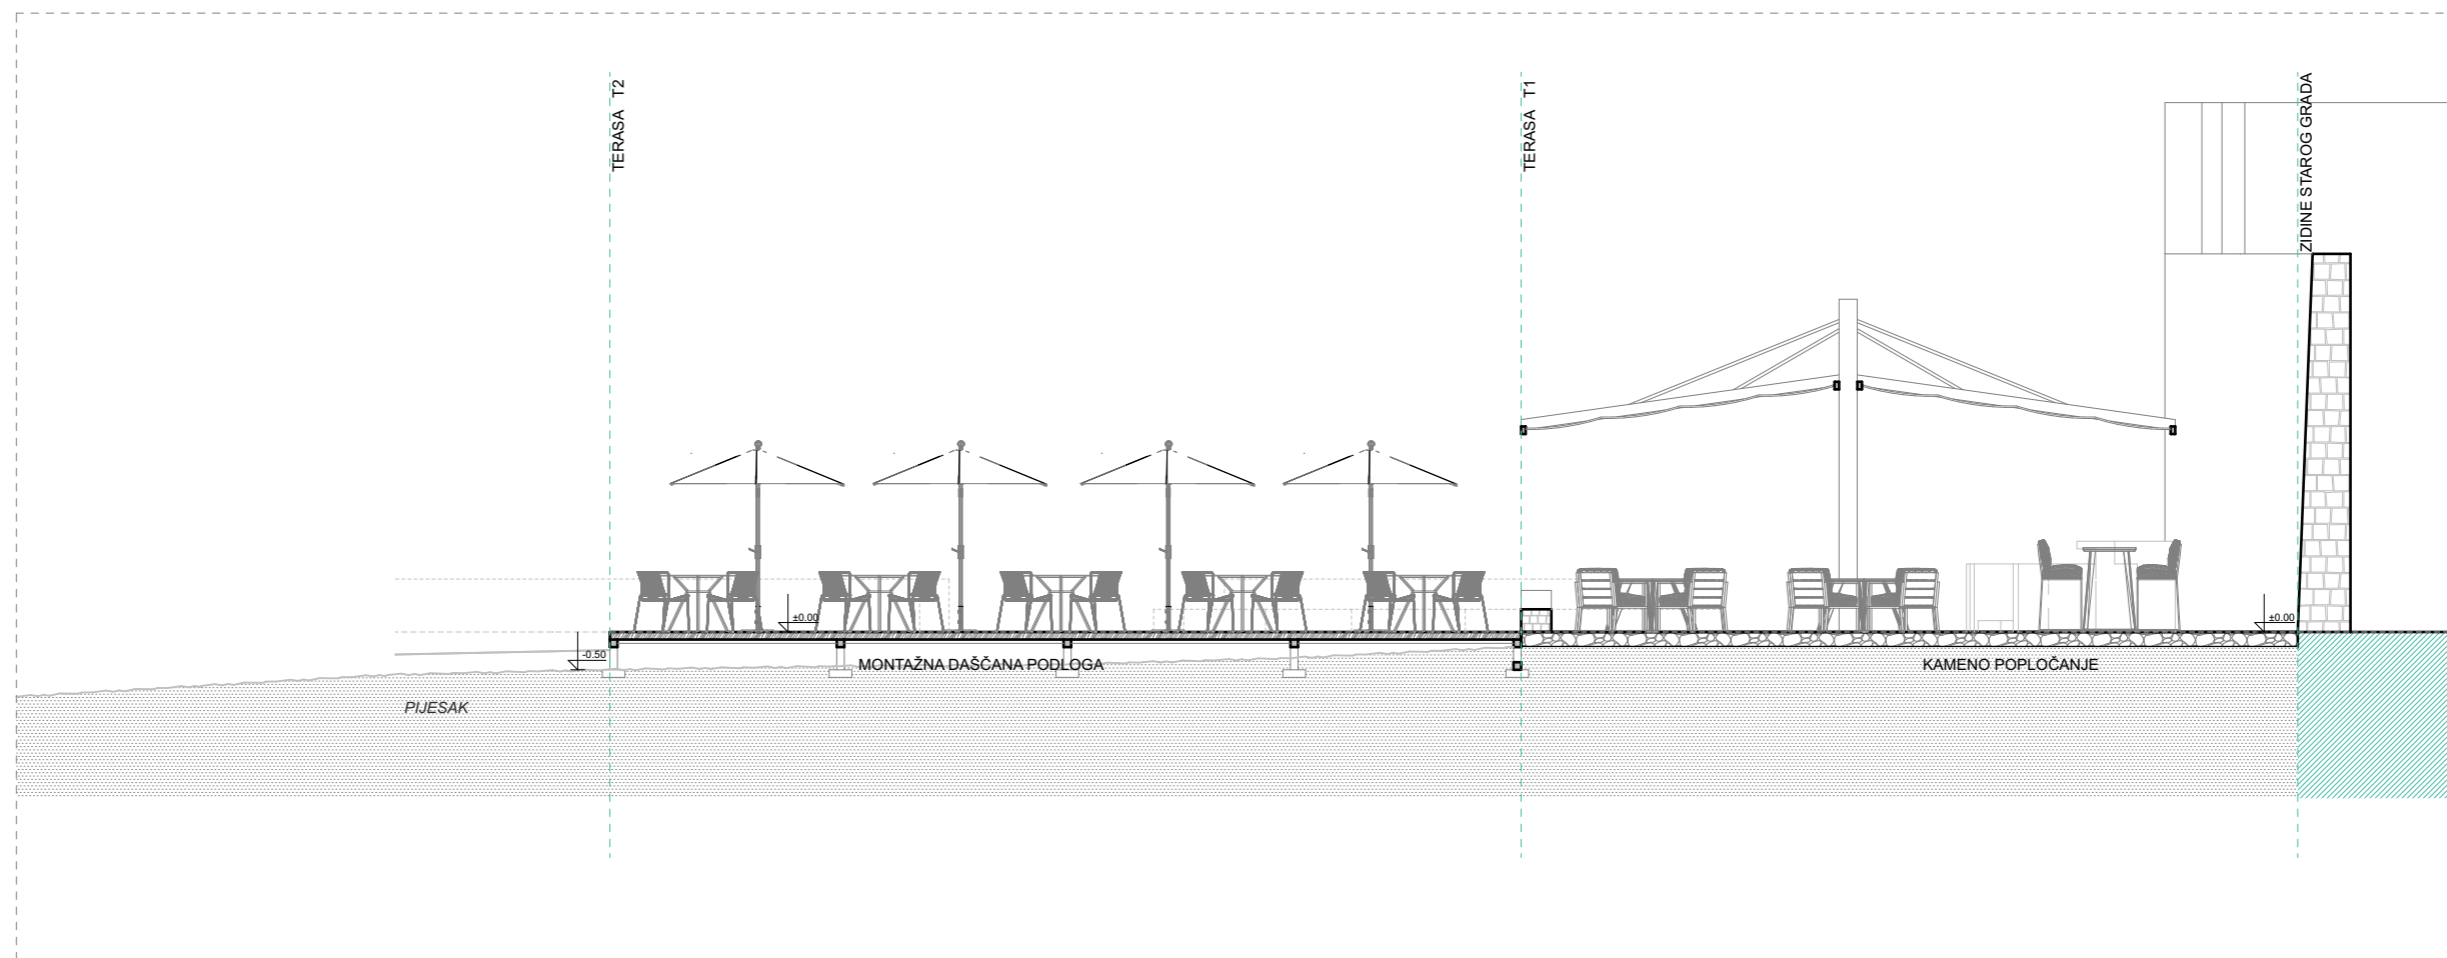 TERASA T2
TERASA T1
ZIDINE STAROG GRADA
±0.00
±0.00
-0.50
MONTAŽNA DAŠČANA PODLOGA
KAMENO POPLOČANJE
PIJESAK